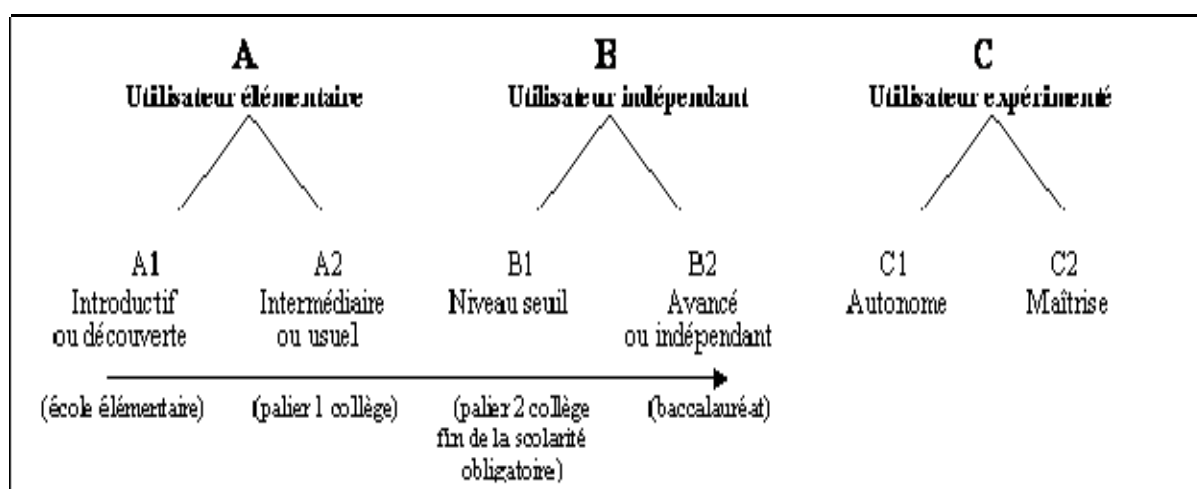 A
Utilisateur élémentaire
B
Utilisateur indépendant
C
Utilisateur expérimenté
A1
Introductif
ou découverte
A2
Intermédiaire
ou usuel
B1
Niveau seuil
B2
Avancé
ou indépendant
C1
Autonome
C2
Maîtrise
(école élémentaire)
(palier 1 collège)
(palier 2 collège
fin de la scolarité
obligatoire)
(baccalauréat)